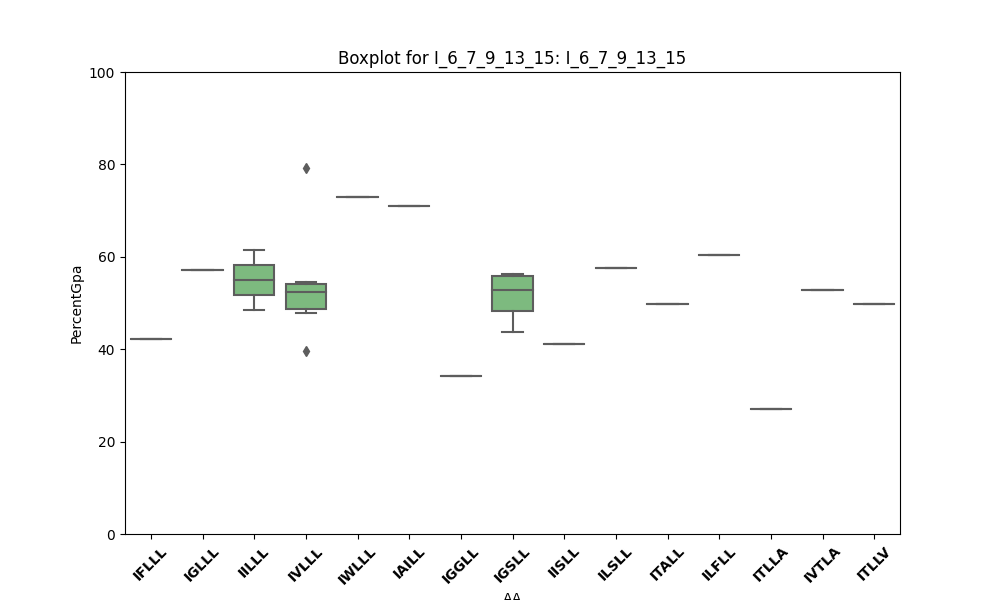 Boxplot for I_6_7_9_13_15: I_6_7_9_13_15
100
80
60
40
20
0
PercentGpa
IFLLL IGLLL IILLL IVLLL IWLLL IAILL IGGLL IGSLL IISLL ILSLL ITALL ILFLL ITLLA IVTLA ITLLV
AA